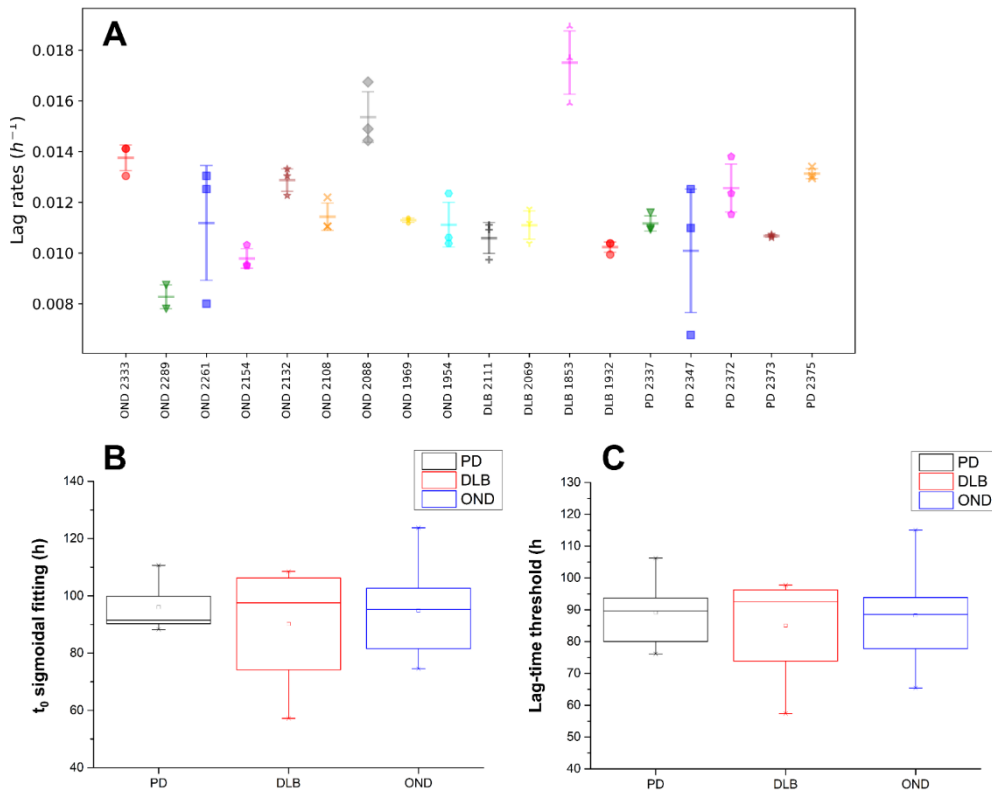 A
Lag rates (h⁻¹)
0.018
0.016
0.014
0.012
0.010
0.008
OND 2333
OND 2289
OND 2261
OND 2154
OND 2132
OND 2108
OND 2088
OND 1969
OND 1954
DLB 2111
DLB 2069
DLB 1853
DLB 1932
PD 2337
PD 2347
PD 2372
PD 2373
PD 2375
B
PD
DLB
OND
t₀ sigmoidal fitting (h)
140
120
100
80
60
40
PD
DLB
OND
C
PD
DLB
OND
Lag-time threshold (h
130
120
110
100
90
80
70
60
50
40
PD
DLB
OND